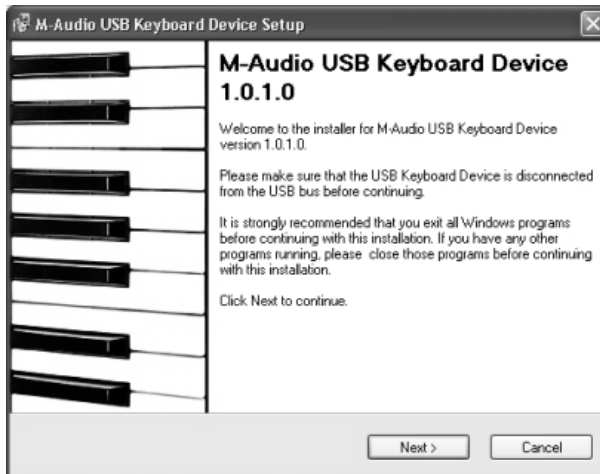 M-Audio USB Keyboard Device Setup
M-Audio USB Keyboard Device
1.0.1.0
Welcome to the installer for M-Audio USB Keyboard Device
version 1.0.1.0.
Please make sure that the USB Keyboard Device is disconnected
from the USB bus before continuing.
It is strongly recommended that you exit all Windows programs
before continuing with this installation. If you have any other
programs running, please close those programs before continuing
with this installation.
Click Next to continue.
Next >
Cancel